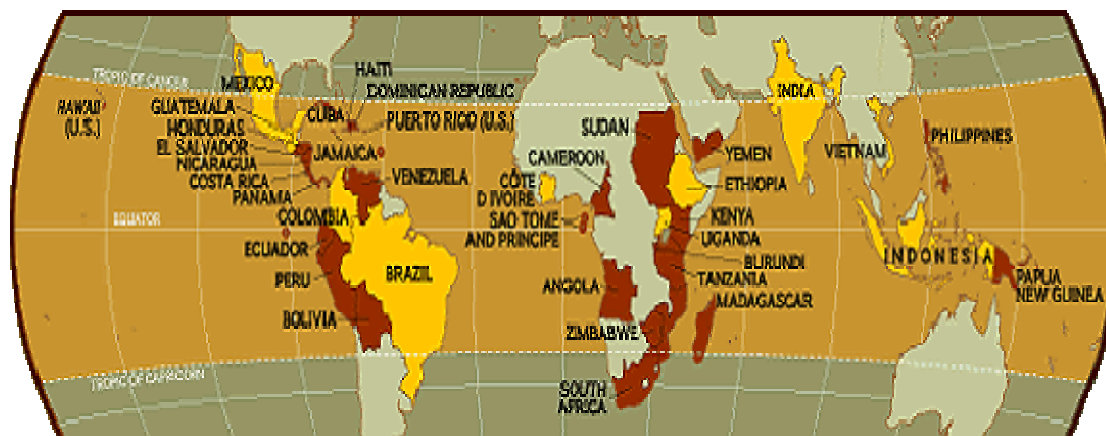 TROPIC OF CANCER
HAWAII
(U.S.)
MEXICO
GUATEMALA
HONDURAS
EL SALVADOR
NICARAGUA
COSTA RICA
PANAMA
CUBA
HAITI
DOMINICAN REPUBLIC
PUERTO RICO (U.S.)
JAMAICA
VENEZUELA
COLOMBIA
EQUATOR
ECUADOR
PERU
BRAZIL
BOLIVIA
TROPIC OF CAPRICORN
SUDAN
CAMEROON
CÔTE
D IVOIRE
SAO TOME
AND PRINCIPE
ANGOLA
ZIMBABWE
SOUTH
AFRICA
YEMEN
ETHIOPIA
KENYA
UGANDA
BURUNDI
TANZANIA
MADAGASCAR
INDIA
VIETNAM
PHILIPPINES
INDONESIA
PAPUA
NEW GUINEA